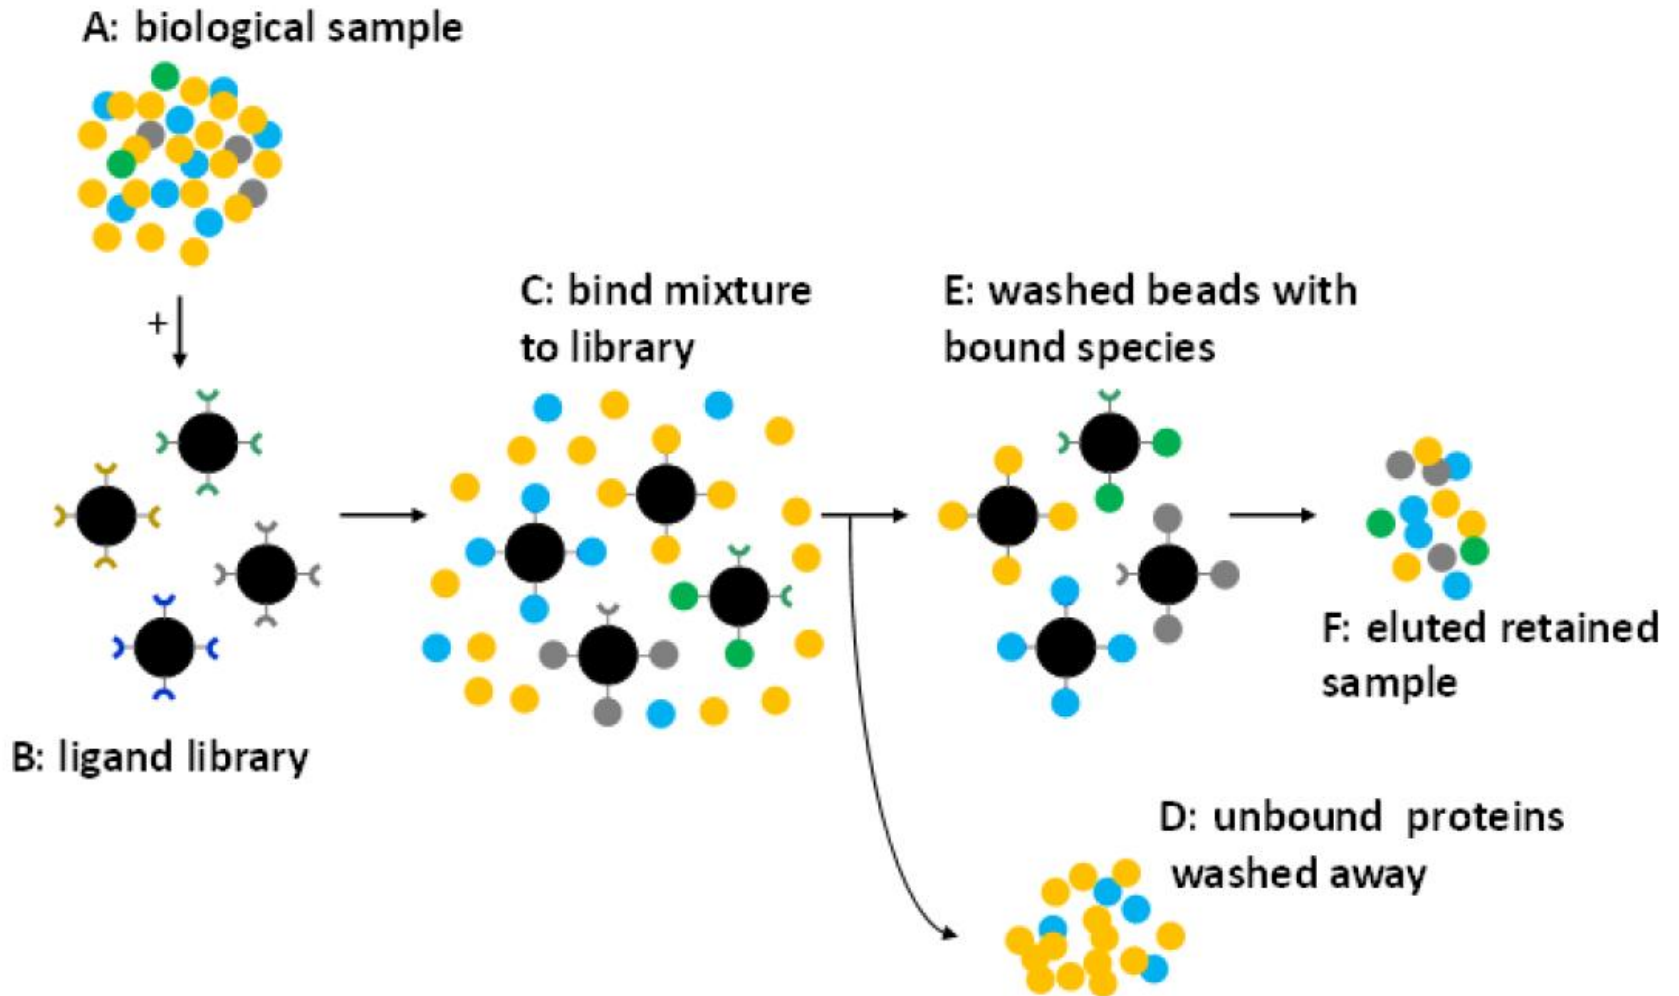 A: biological sample
+
B: ligand library
C: bind mixture
to library
E: washed beads with
bound species
F: eluted retained
sample
D: unbound proteins
washed away